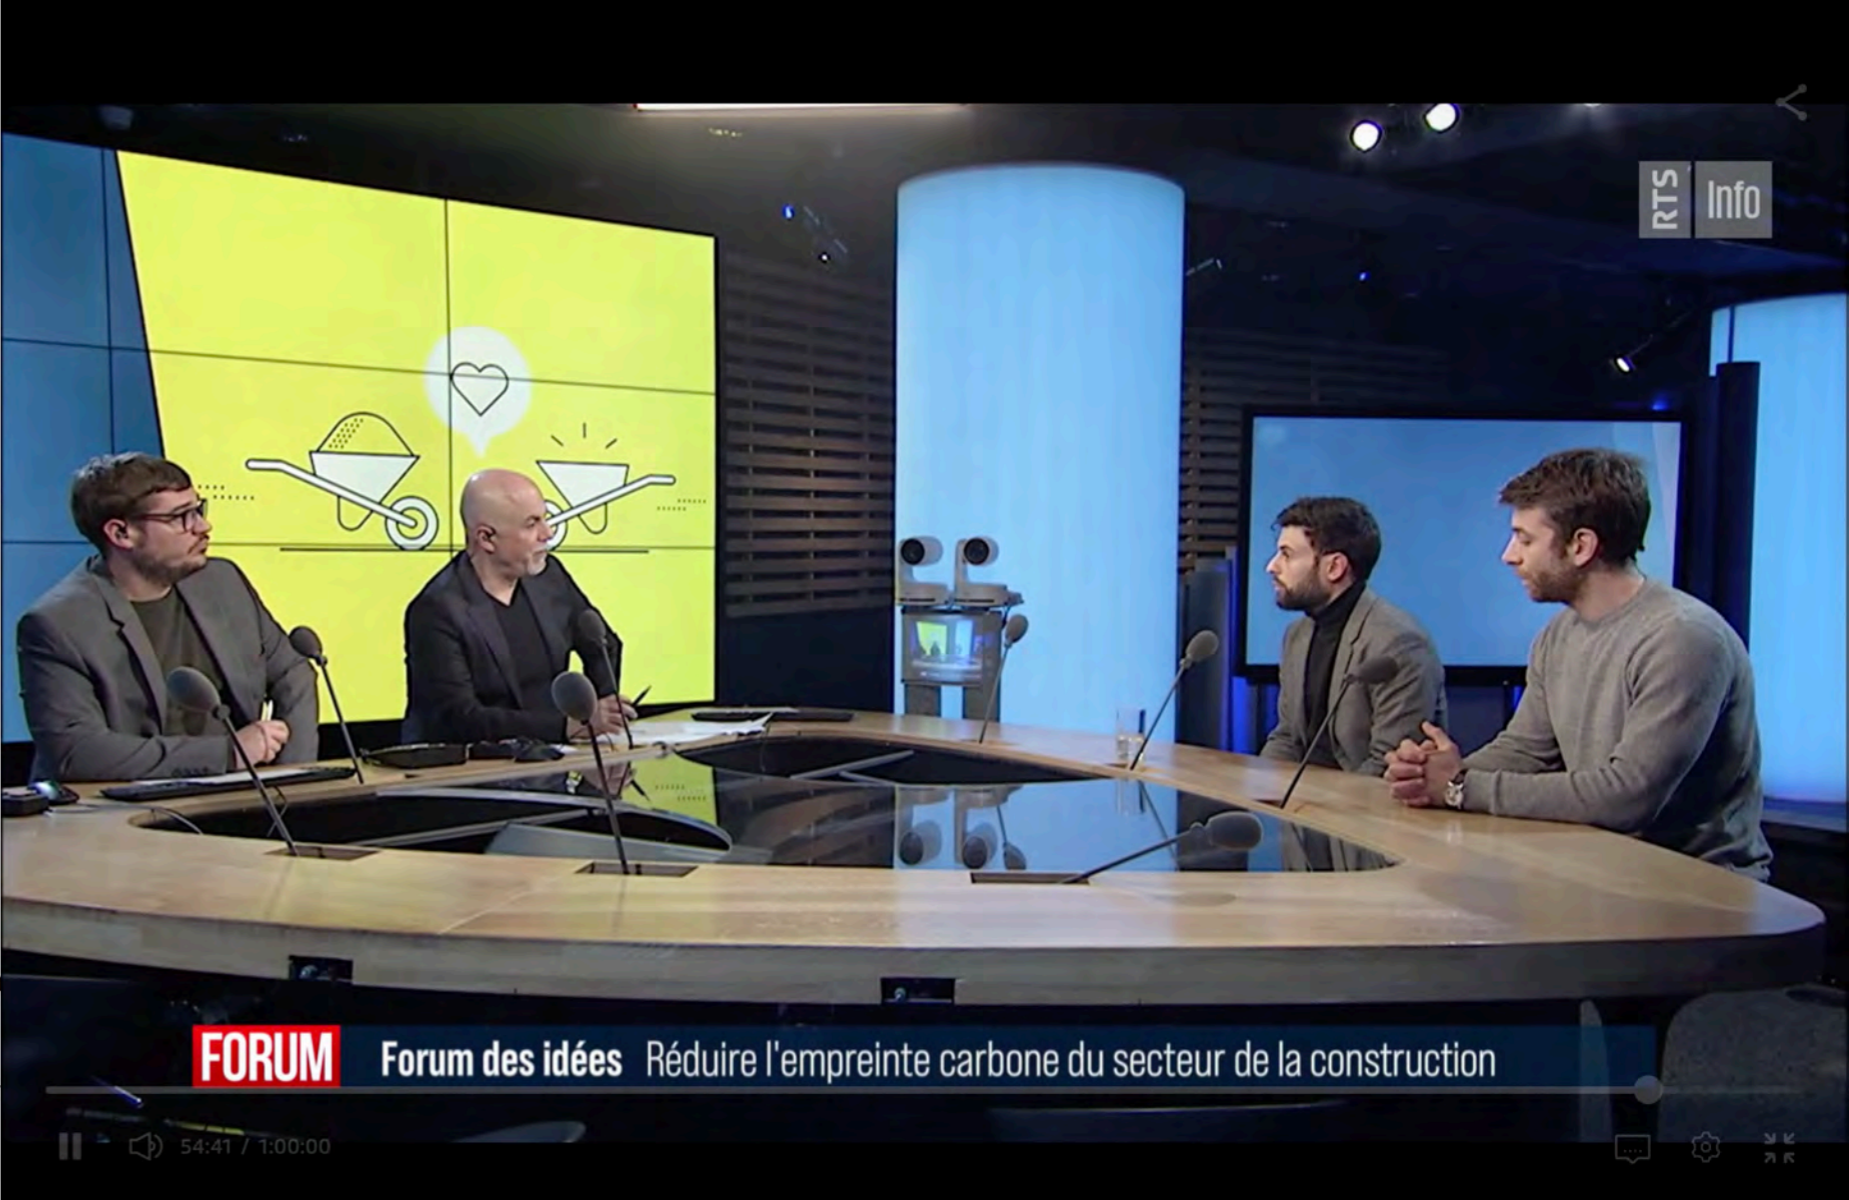 RTS Info
FORUM Forum des idées Réduire l'empreinte carbone du secteur de la construction
54:41 / 1:00:00